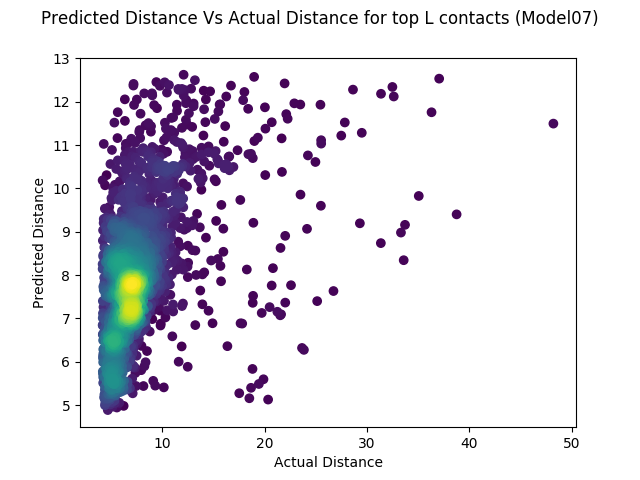 Predicted Distance Vs Actual Distance for top L contacts (Model07)
13
12
11
10
9
8
7
6
5
Predicted Distance
10 20 30 40 50
Actual Distance